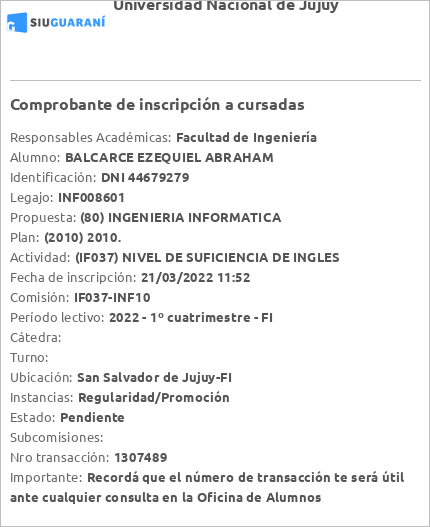 Universidad Nacional de Jujuy
SIUGUARANÍ
Comprobante de inscripción a cursadas
Responsables Académicas: Facultad de Ingeniería
Alumno: BALCARCE EZEQUIEL ABRAHAM
Identificación: DNI 44679279
Legajo: INF008601
Propuesta: (80) INGENIERIA INFORMATICA
Plan: (2010) 2010.
Actividad: (IF037) NIVEL DE SUFICIENCIA DE INGLES
Fecha de inscripción: 21/03/2022 11:52
Comisión: IF037-INF10
Período lectivo: 2022 - 1º cuatrimestre - FI
Cátedra:
Turno:
Ubicación: San Salvador de Jujuy-FI
Instancias: Regularidad/Promoción
Estado: Pendiente
Subcomisiones:
Nro transacción: 1307489
Importante: Recordá que el número de transacción te será útil
ante cualquier consulta en la Oficina de Alumnos